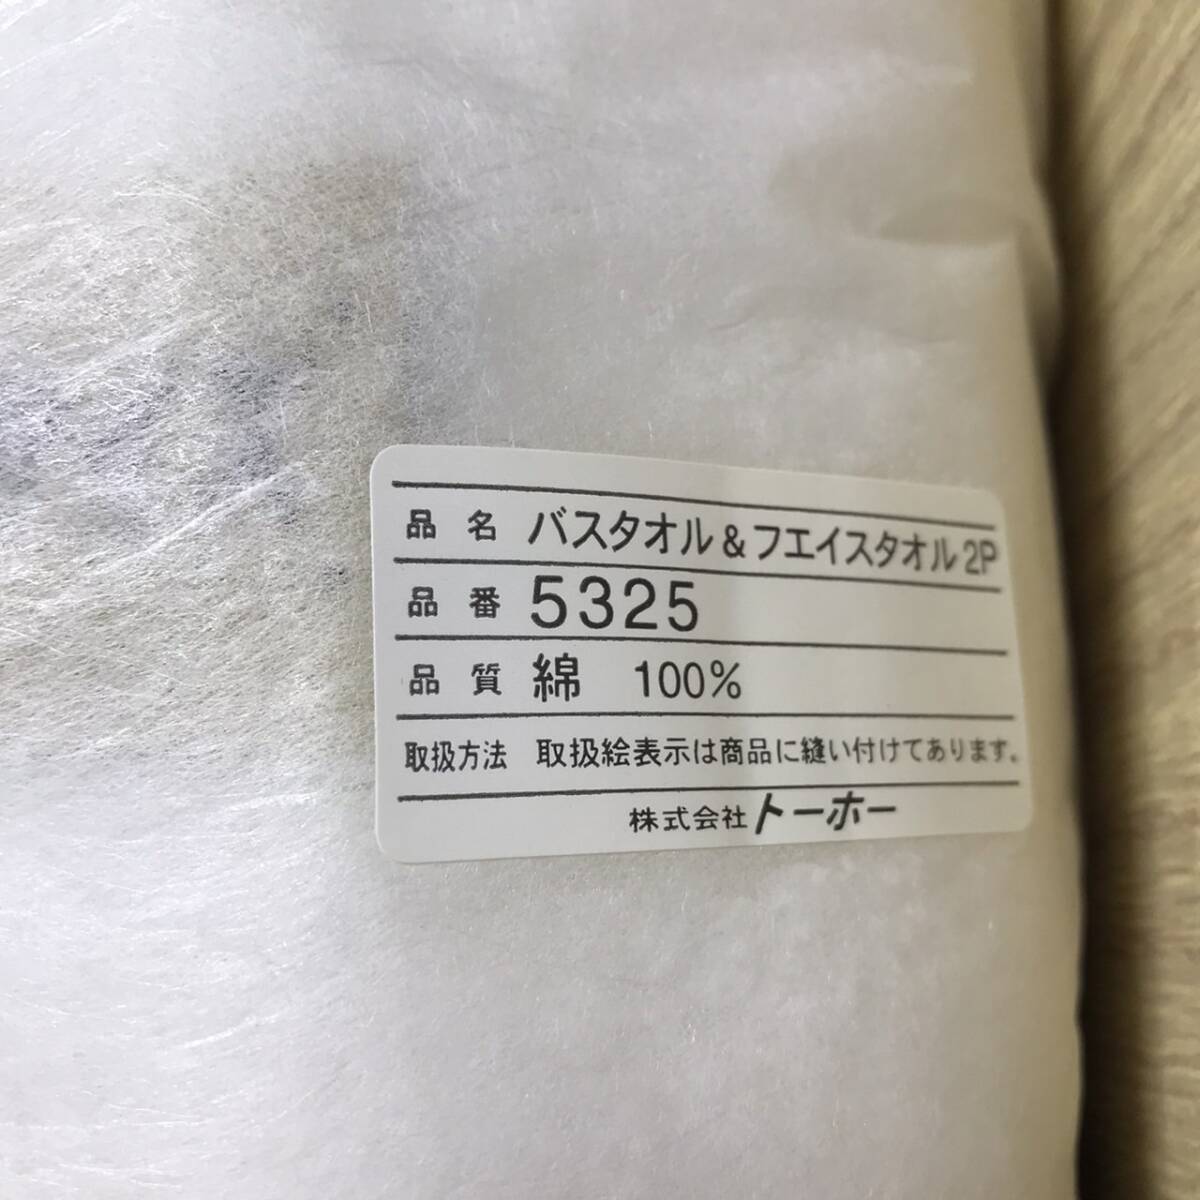 品名 バスタオル&フエイスタオル2P
品番 5325
品質 綿 100%
取扱方法 取扱絵表示は商品に縫い付けてあります。
株式会社トーホー